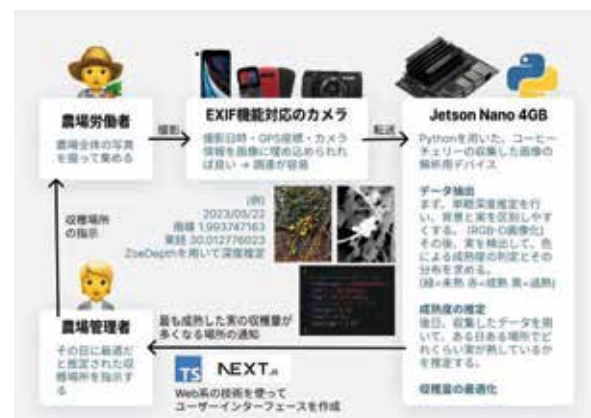 農場労働者
農場全体の写真
を撮って集める
撮影
EXIF機能対応のカメラ
撮影日時・GPS座標・カメラ
情報を画像に埋め込められれ
ば良い → 調達が容易
転送
Jetson Nano 4GB
Pythonを用いた、コーヒー
チェリーの収集した画像の
解析用デバイス
データ抽出
まず、単眼深度推定を行
い、背景と実を区別しやす
くする。 (RGB-D画像化)
その後、実を検出して、色
による成熟度の判定とその
分布を求める。
(緑=未熟 赤=成熟 黒=過熟)
成熟度の推定
後日、収集したデータを用
いて、ある日ある場所でど
れくらい実が熟しているか
を推定する。
収穫量の最適化
(例)
2023/05/22
南緯 1.993747163
東経 30.012776023
ZoeDepthを用いて深度推定
収穫場所
の指示
農場管理者
その日に最適だ
と推定された収
穫場所を指示す
る
最も成熟した実の収穫量が
多くなる場所の通知
TS
NEXT.JS
Web系の技術を使って
ユーザーインターフェースを作成